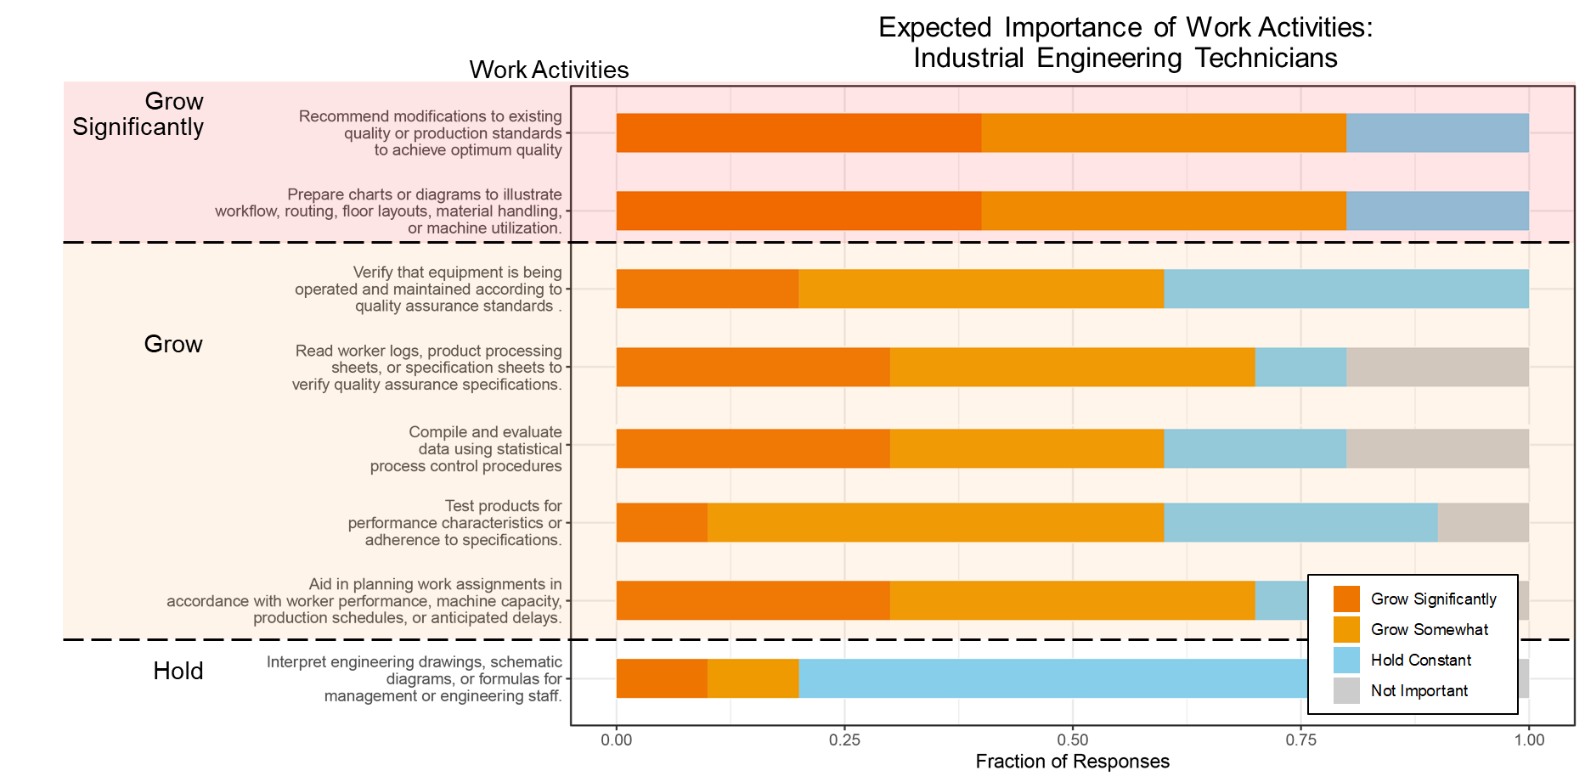 Expected Importance of Work Activities:
Industrial Engineering Technicians
Work Activities
Grow
Significantly
Recommend modifications to existing
quality or production standards
to achieve optimum quality
Prepare charts or diagrams to illustrate
workflow, routing, floor layouts, material handling,
or machine utilization.
Grow
Verify that equipment is being
operated and maintained according to
quality assurance standards .
Read worker logs, product processing
sheets, or specification sheets to
verify quality assurance specifications.
Compile and evaluate
data using statistical
process control procedures
Test products for
performance characteristics or
adherence to specifications.
Aid in planning work assignments in
accordance with worker performance, machine capacity,
production schedules, or anticipated delays.
Hold
Interpret engineering drawings, schematic
diagrams, or formulas for
management or engineering staff.
Grow Significantly
Grow Somewhat
Hold Constant
Not Important
0.00 0.25 0.50 0.75 1.00
Fraction of Responses